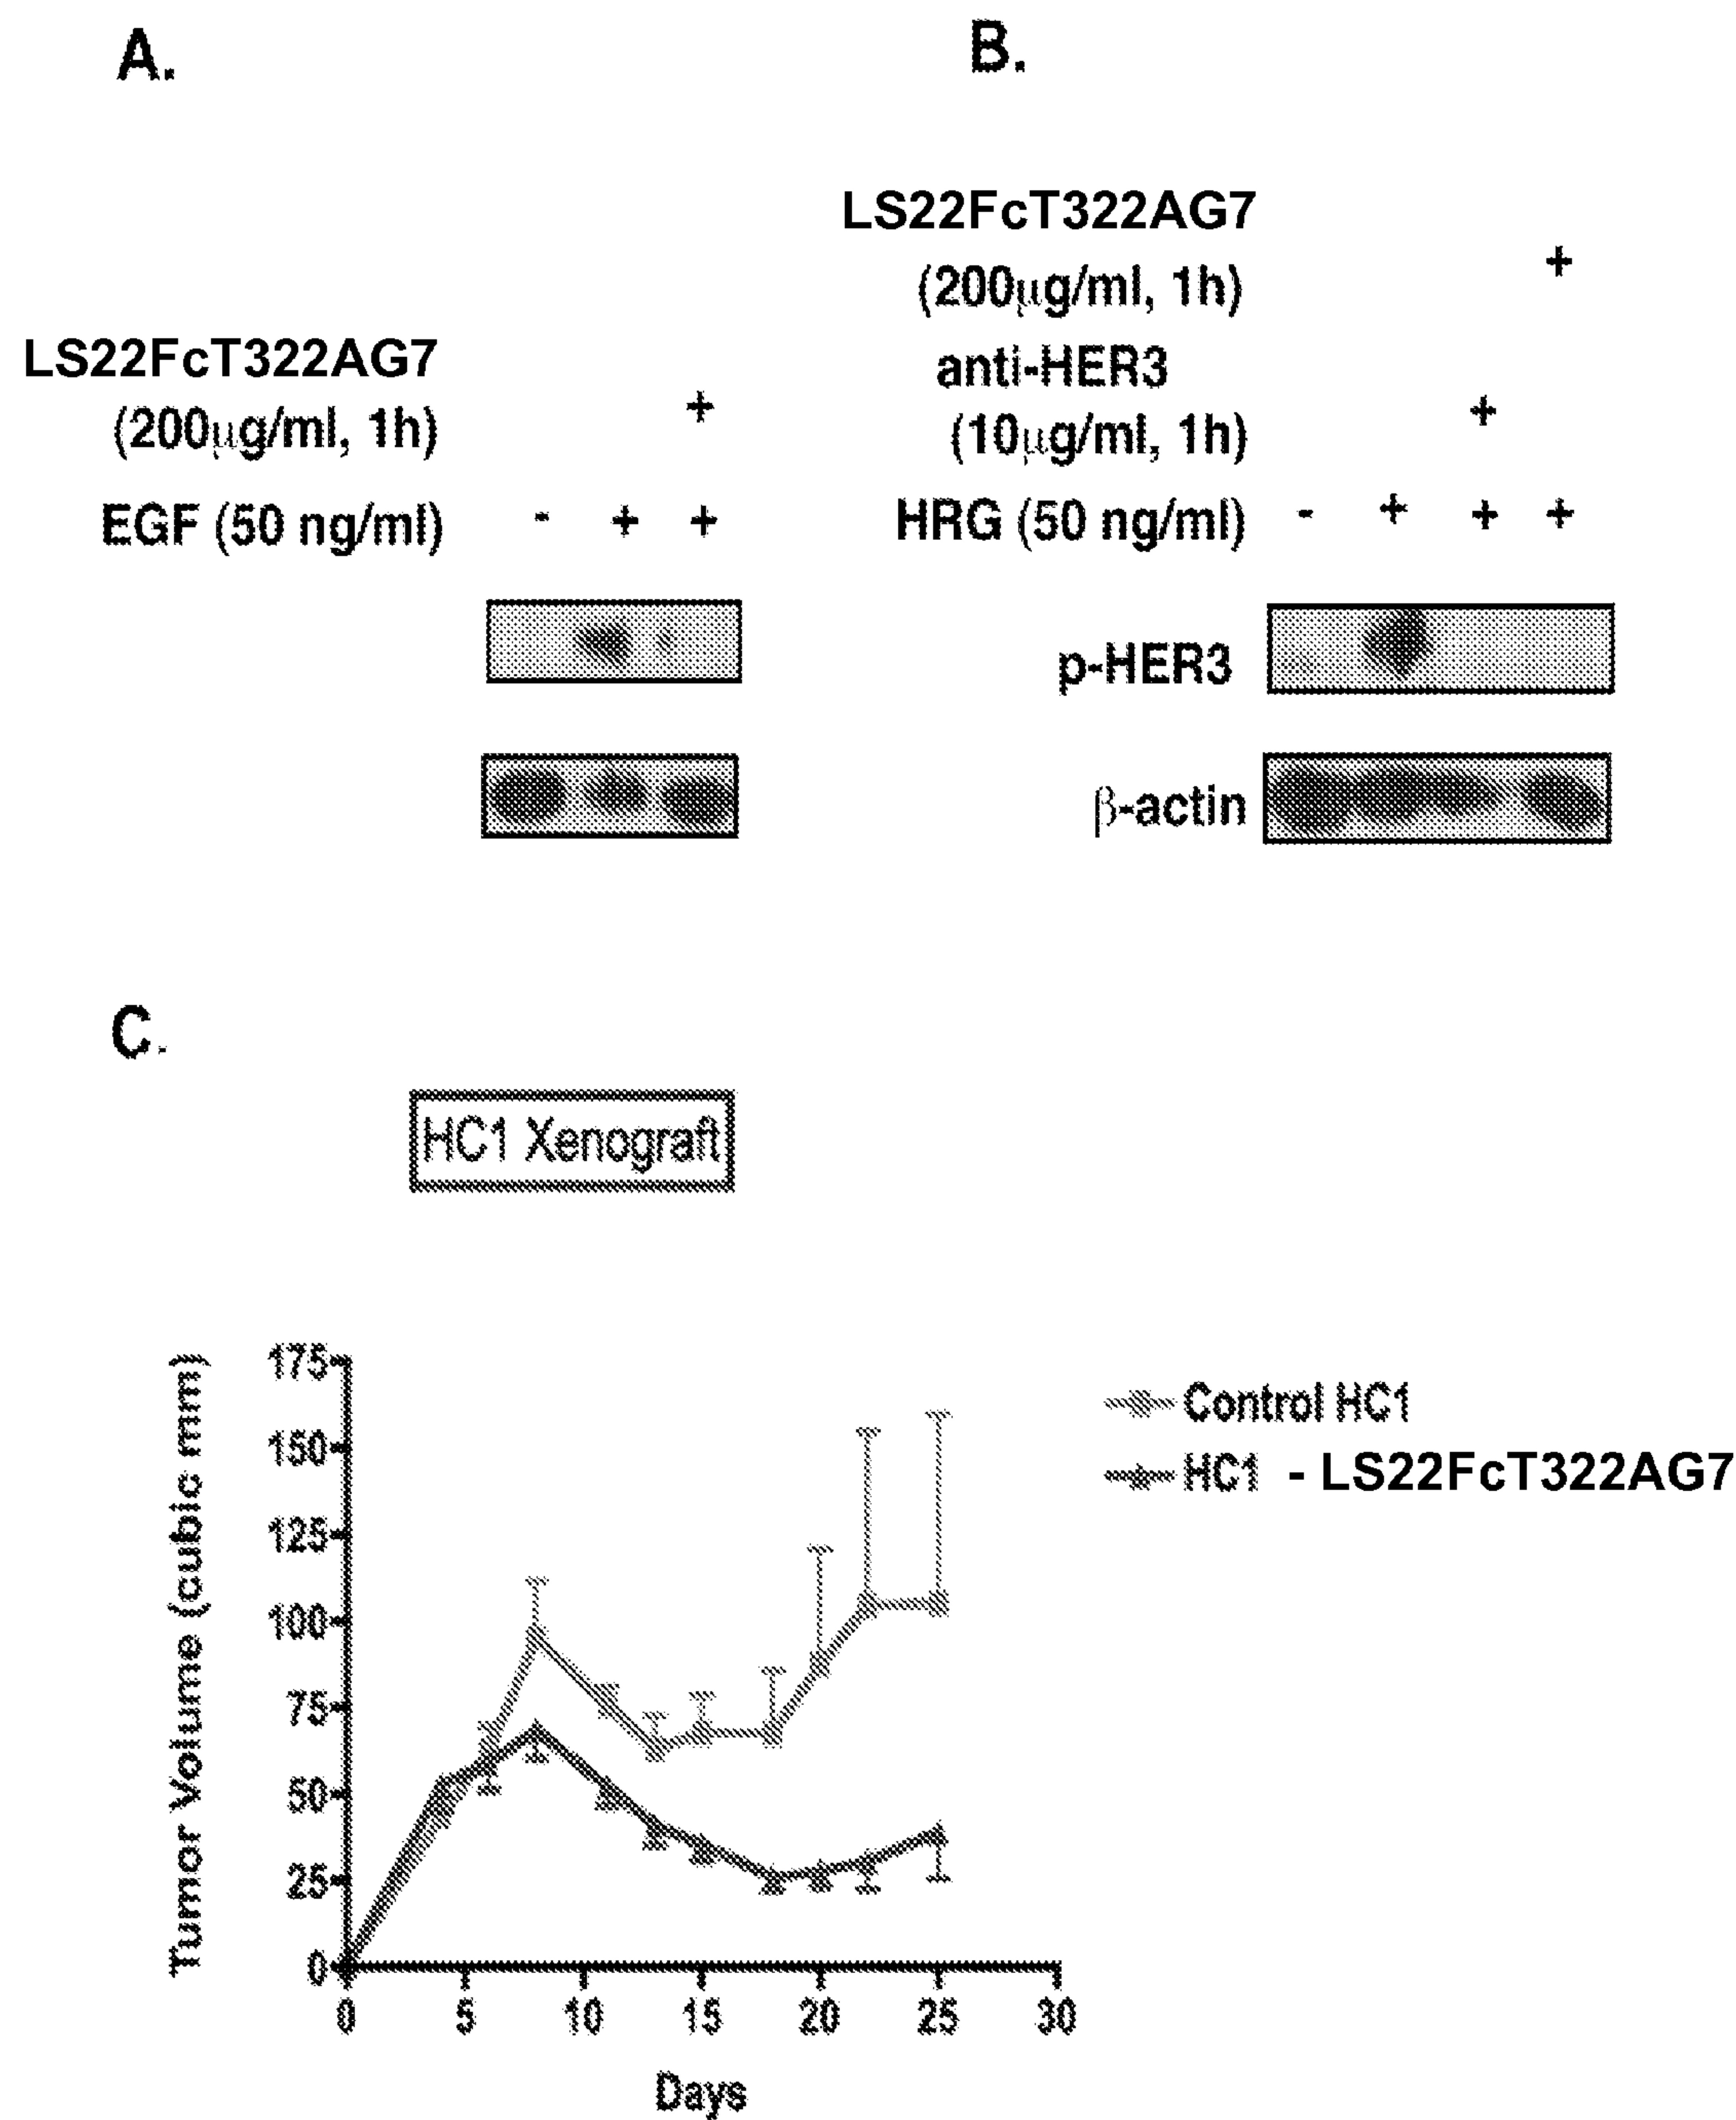 A.
LS22FcT322AG7
(200µg/ml, 1h)
+
EGF (50 ng/ml) - + +
B.
LS22FcT322AG7
(200µg/ml, 1h)
+
anti-HER3
(10µg/ml, 1h)
+
HRG (50 ng/ml) - + + +
p-HER3
β-actin
C.
HC1 Xenograft
Tumor Volume (cubic mm)
175
150
125
100
75
50
25
0
0 5 10 15 20 25 30
Days
Control HC1
HC1 - LS22FcT322AG7